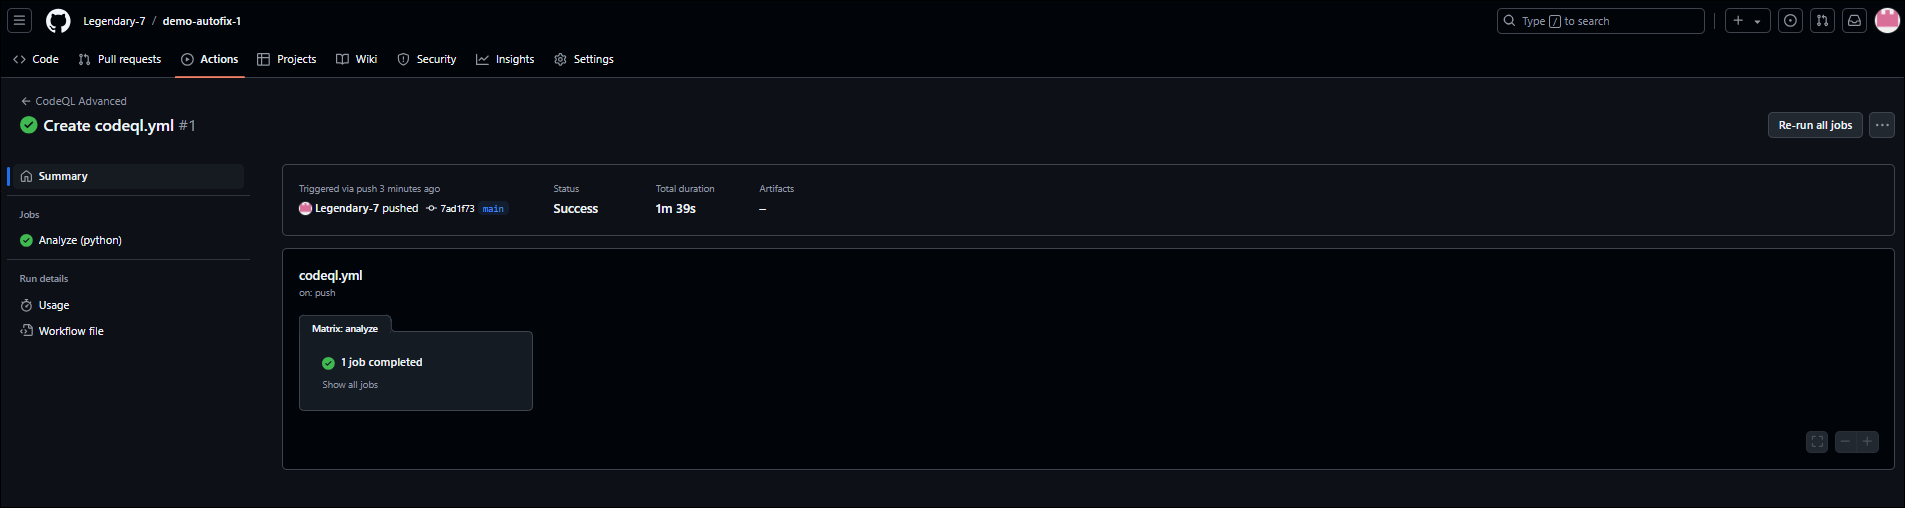 Legendary-7 / demo-autofix-1
Type / to search
Code Pull requests Actions Projects Wiki Security Insights Settings
← CodeQL Advanced
Create codeql.yml #1
Re-run all jobs
Summary
Jobs
Analyze (python)
Run details
Usage
Workflow file
Triggered via push 3 minutes ago
Legendary-7 pushed 7ad1f73 main
Status
Success
Total duration
1m 39s
Artifacts
–
codeql.yml
on: push
Matrix: analyze
1 job completed
Show all jobs